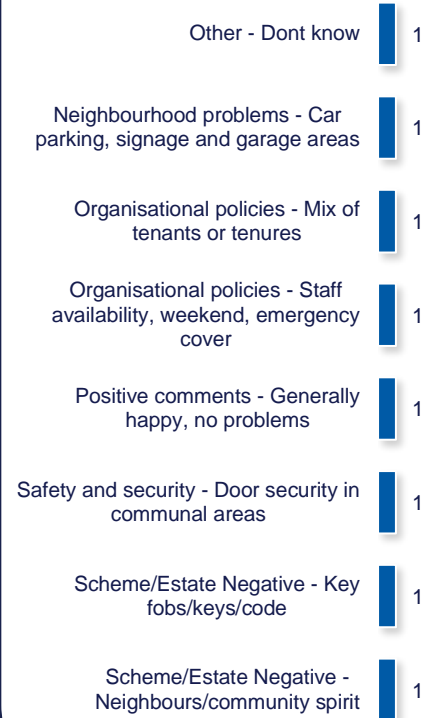 Other - Dont know 1
Neighbourhood problems - Car
parking, signage and garage areas 1
Organisational policies - Mix of
tenants or tenures 1
Organisational policies - Staff
availability, weekend, emergency 1
cover
Positive comments - Generally
happy, no problems 1
Safety and security - Door security in
communal areas 1
Scheme/Estate Negative - Key
fobs/keys/code 1
Scheme/Estate Negative -
Neighbours/community spirit 1